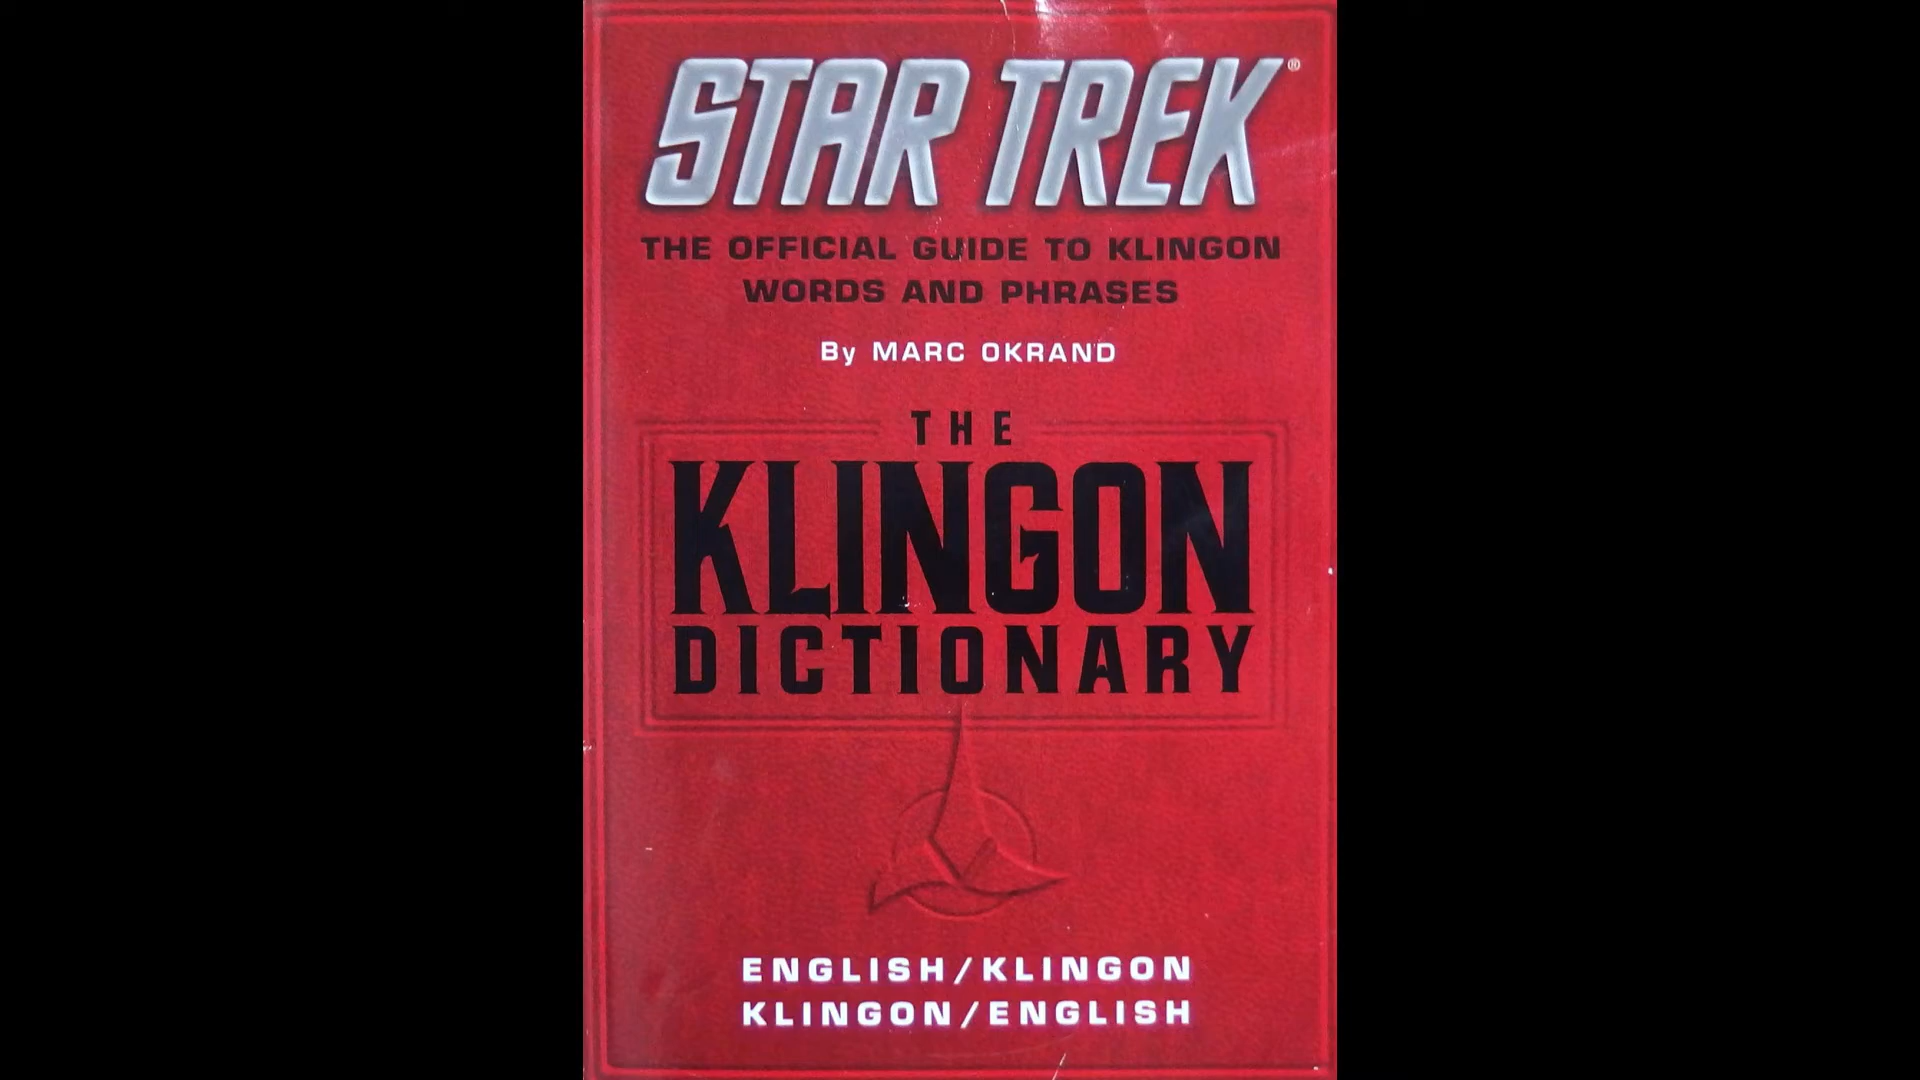 STAR TREK®
THE OFFICIAL GUIDE TO KLINGON
WORDS AND PHRASES
By MARC OKRAND
THE
KLINGON
DICTIONARY
ENGLISH/KLINGON
KLINGON/ENGLISH